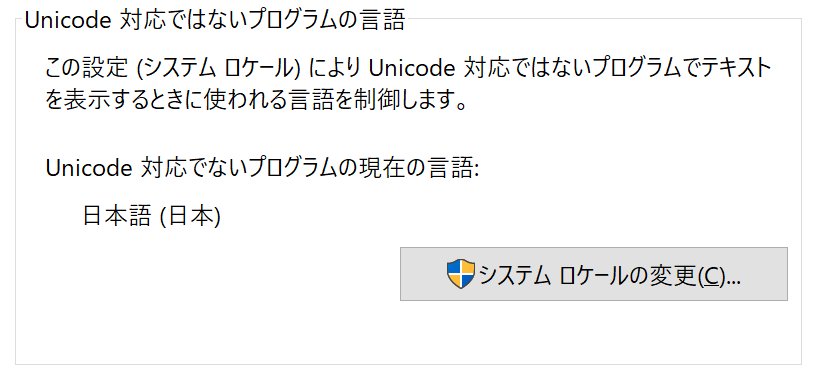 Unicode 対応ではないプログラムの言語
この設定 (システム ロケール) により Unicode 対応ではないプログラムでテキスト
を表示するときに使われる言語を制御します。
Unicode 対応でないプログラムの現在の言語:
日本語 (日本)
システム ロケールの変更(C)...